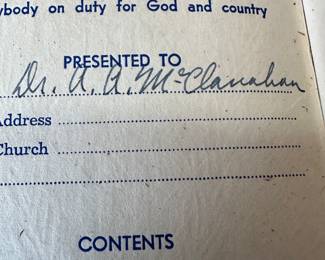 ybody on duty for God and country
PRESENTED TO
Dr. A. A. McClanahan
Address
Church
CONTENTS